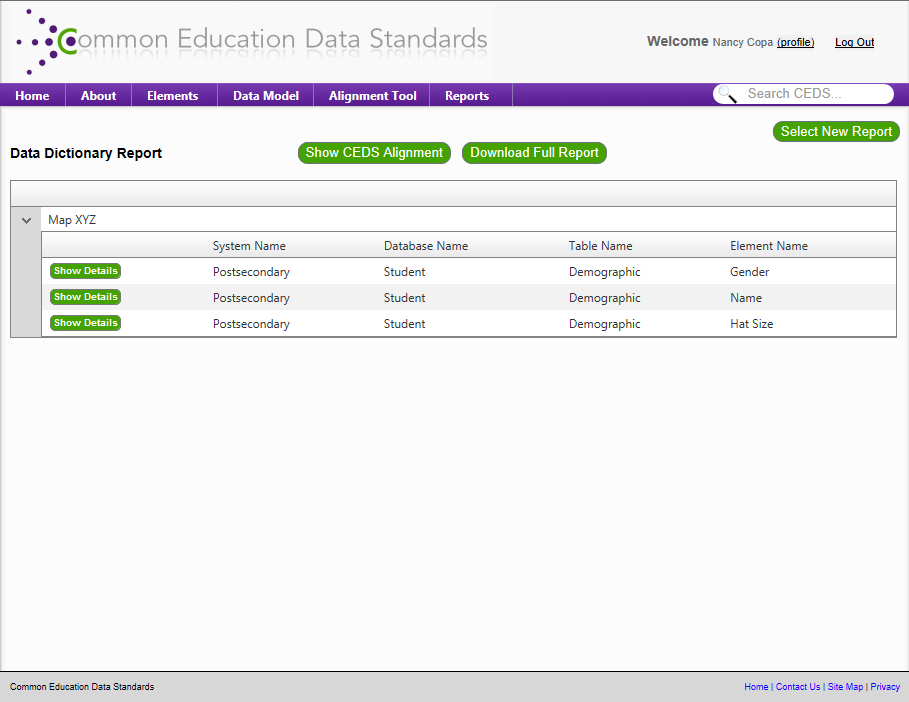 Common Education Data Standards
Welcome Nancy Copa (profile) Log Out
Home About Elements Data Model Alignment Tool Reports Search CEDS...
Select New Report
Data Dictionary Report Show CEDS Alignment Download Full Report
Map XYZ
System Name Database Name Table Name Element Name
Show Details Postsecondary Student Demographic Gender
Show Details Postsecondary Student Demographic Name
Show Details Postsecondary Student Demographic Hat Size
Common Education Data Standards Home | Contact Us | Site Map | Privacy